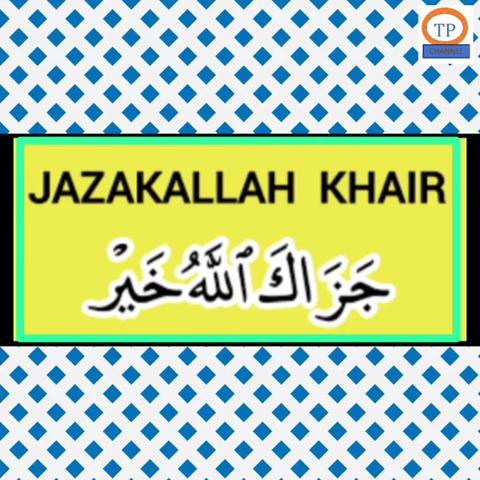 TP
CHANNEL
JAZAKALLAH KHAIR
جَزَ اكَ ٱللَّهُ خَيْرْ